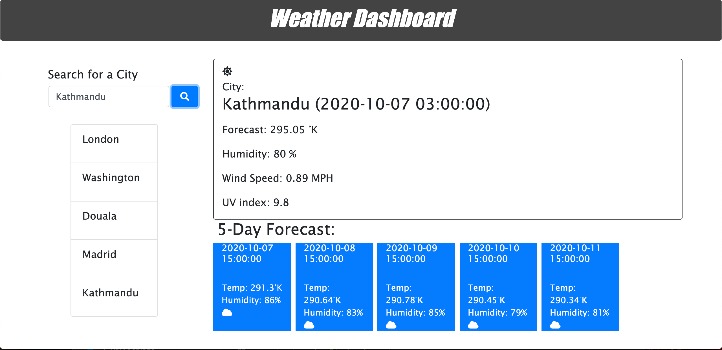 Weather Dashboard
Search for a City
Kathmandu
London
Washington
Douala
Madrid
Kathmandu
City:
Kathmandu (2020-10-07 03:00:00)
Forecast: 295.05 °K
Humidity: 80 %
Wind Speed: 0.89 MPH
UV index: 9.8
5-Day Forecast:
2020-10-07
15:00:00
Temp: 291.3°K
Humidity: 86%
2020-10-08
15:00:00
Temp:
290.64°K
Humidity: 83%
2020-10-09
15:00:00
Temp:
290.78°K
Humidity: 85%
2020-10-10
15:00:00
Temp:
290.45°K
Humidity: 79%
2020-10-11
15:00:00
Temp:
290.34°K
Humidity: 81%